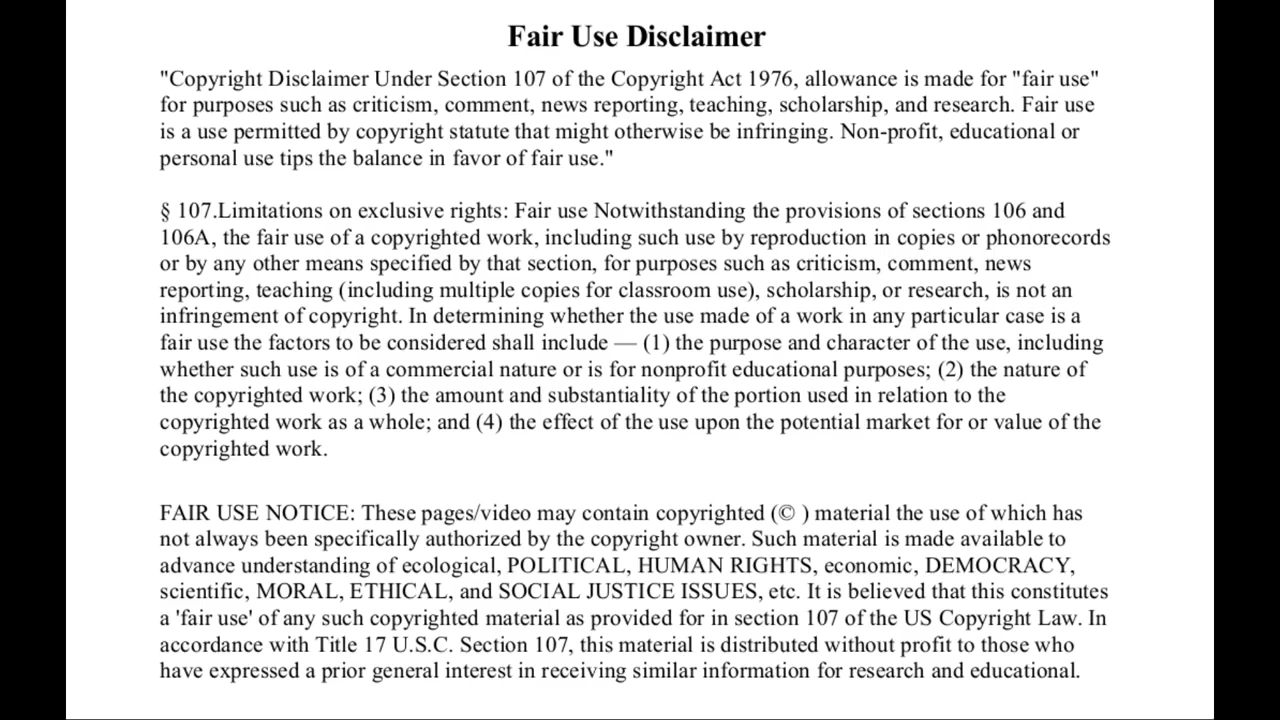 Fair Use Disclaimer
"Copyright Disclaimer Under Section 107 of the Copyright Act 1976, allowance is made for "fair use"
for purposes such as criticism, comment, news reporting, teaching, scholarship, and research. Fair use
is a use permitted by copyright statute that might otherwise be infringing. Non-profit, educational or
personal use tips the balance in favor of fair use."
§ 107.Limitations on exclusive rights: Fair use Notwithstanding the provisions of sections 106 and
106A, the fair use of a copyrighted work, including such use by reproduction in copies or phonorecords
or by any other means specified by that section, for purposes such as criticism, comment, news
reporting, teaching (including multiple copies for classroom use), scholarship, or research, is not an
infringement of copyright. In determining whether the use made of a work in any particular case is a
fair use the factors to be considered shall include — (1) the purpose and character of the use, including
whether such use is of a commercial nature or is for nonprofit educational purposes; (2) the nature of
the copyrighted work; (3) the amount and substantiality of the portion used in relation to the
copyrighted work as a whole; and (4) the effect of the use upon the potential market for or value of the
copyrighted work.
FAIR USE NOTICE: These pages/video may contain copyrighted (© ) material the use of which has
not always been specifically authorized by the copyright owner. Such material is made available to
advance understanding of ecological, POLITICAL, HUMAN RIGHTS, economic, DEMOCRACY,
scientific, MORAL, ETHICAL, and SOCIAL JUSTICE ISSUES, etc. It is believed that this constitutes
a 'fair use' of any such copyrighted material as provided for in section 107 of the US Copyright Law. In
accordance with Title 17 U.S.C. Section 107, this material is distributed without profit to those who
have expressed a prior general interest in receiving similar information for research and educational.